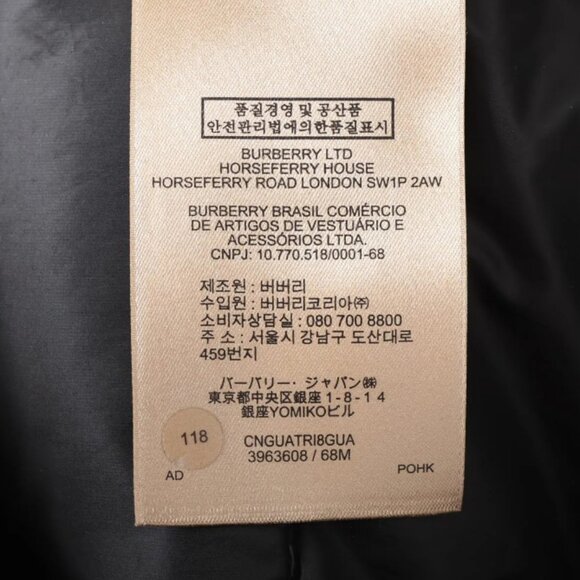 품질경영 및 공산품
안전관리법에의한품질표시
BURBERRY LTD
HORSEFERRY HOUSE
HORSEFERRY ROAD LONDON SW1P 2AW
BURBERRY BRASIL COMÉRCIO
DE ARTIGOS DE VESTUÁRIO E
ACESSÓRIOS LTDA.
CNPJ: 10.770.518/0001-68
제조원 : 버버리
수입원 : 버버리코리아㈜
소비자상담실 : 080 700 8800
주 소 : 서울시 강남구 도산대로
459번지
バーバリー・ジャパン㈱
東京都中央区銀座1-8-14
銀座YOMIKOビル
118
CNGUATRI8GUA
3963608 / 68M
AD
POHK